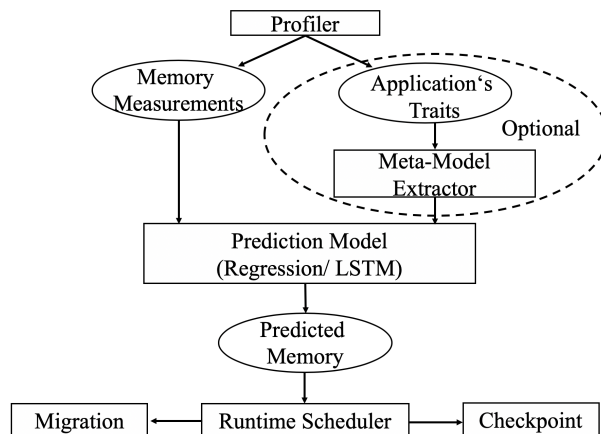 Profiler
Memory
Measurements
Application‘s
Traits
Optional
Meta-Model
Extractor
Prediction Model
(Regression/ LSTM)
Predicted
Memory
Migration
Runtime Scheduler
Checkpoint